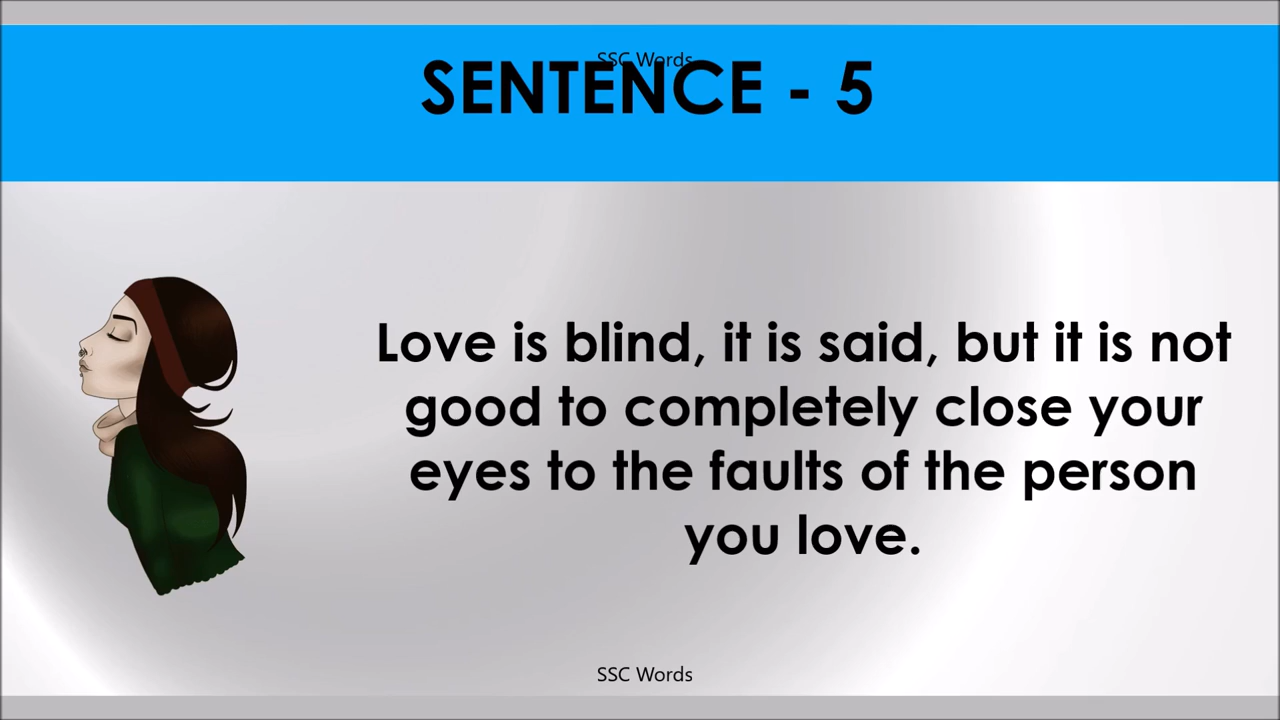 SSC Words
SENTENCE - 5
Love is blind, it is said, but it is not
good to completely close your
eyes to the faults of the person
you love.
SSC Words